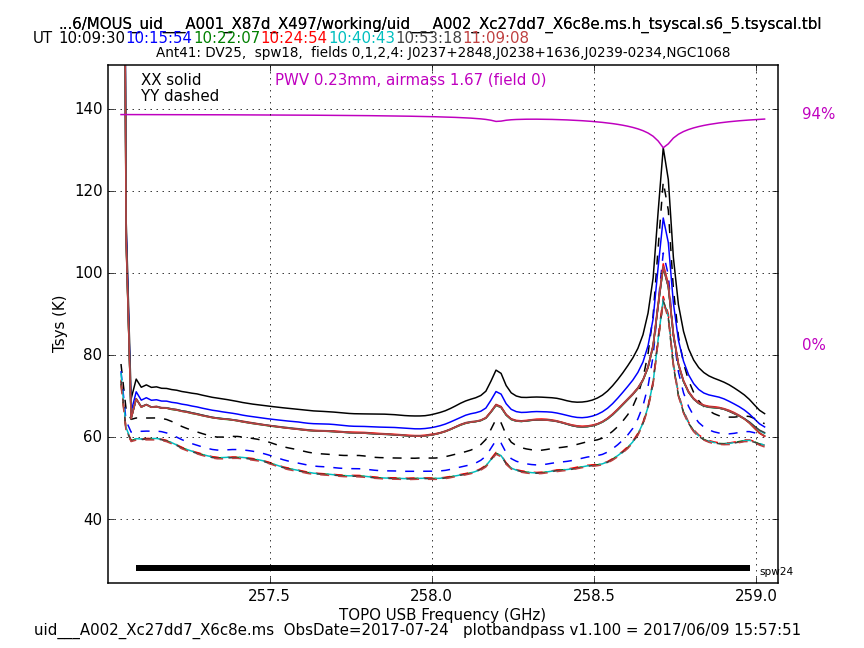 ...6/MOUS_uid___A001_X87d_X497/working/uid___A002_Xc27dd7_X6c8e.ms.h_tsyscal.s6_5.tsyscal.tbl
UT 10:09:30 10:15:54 10:22:07 10:24:54 10:40:43 10:53:18 11:09:08
Ant41: DV25, spw18, fields 0,1,2,4: J0237+2848,J0238+1636,J0239-0234,NGC1068
XX solid
YY dashed
PWV 0.23mm, airmass 1.67 (field 0)
94%
0%
Tsys (K)
140
120
100
80
60
40
spw24
257.5 258.0 258.5 259.0
TOPO USB Frequency (GHz)
uid___A002_Xc27dd7_X6c8e.ms ObsDate=2017-07-24 plotbandpass v1.100 = 2017/06/09 15:57:51